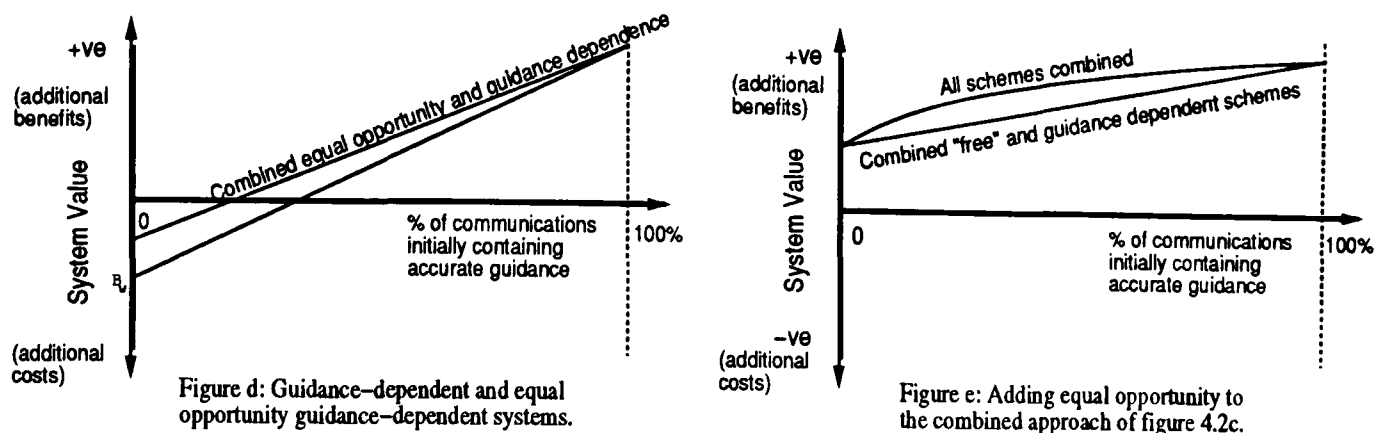 +ve
(additional
benefits)
System Value
0
B
(additional
costs)
Combined equal opportunity and guidance dependence
% of communications
initially containing
accurate guidance
100%
Figure d: Guidance–dependent and equal
opportunity guidance–dependent systems.
+ve
(additional
benefits)
System Value
0
−ve
(additional
costs)
All schemes combined
Combined "free" and guidance dependent schemes
% of communications
initially containing
accurate guidance
100%
Figure e: Adding equal opportunity to
the combined approach of figure 4.2c.